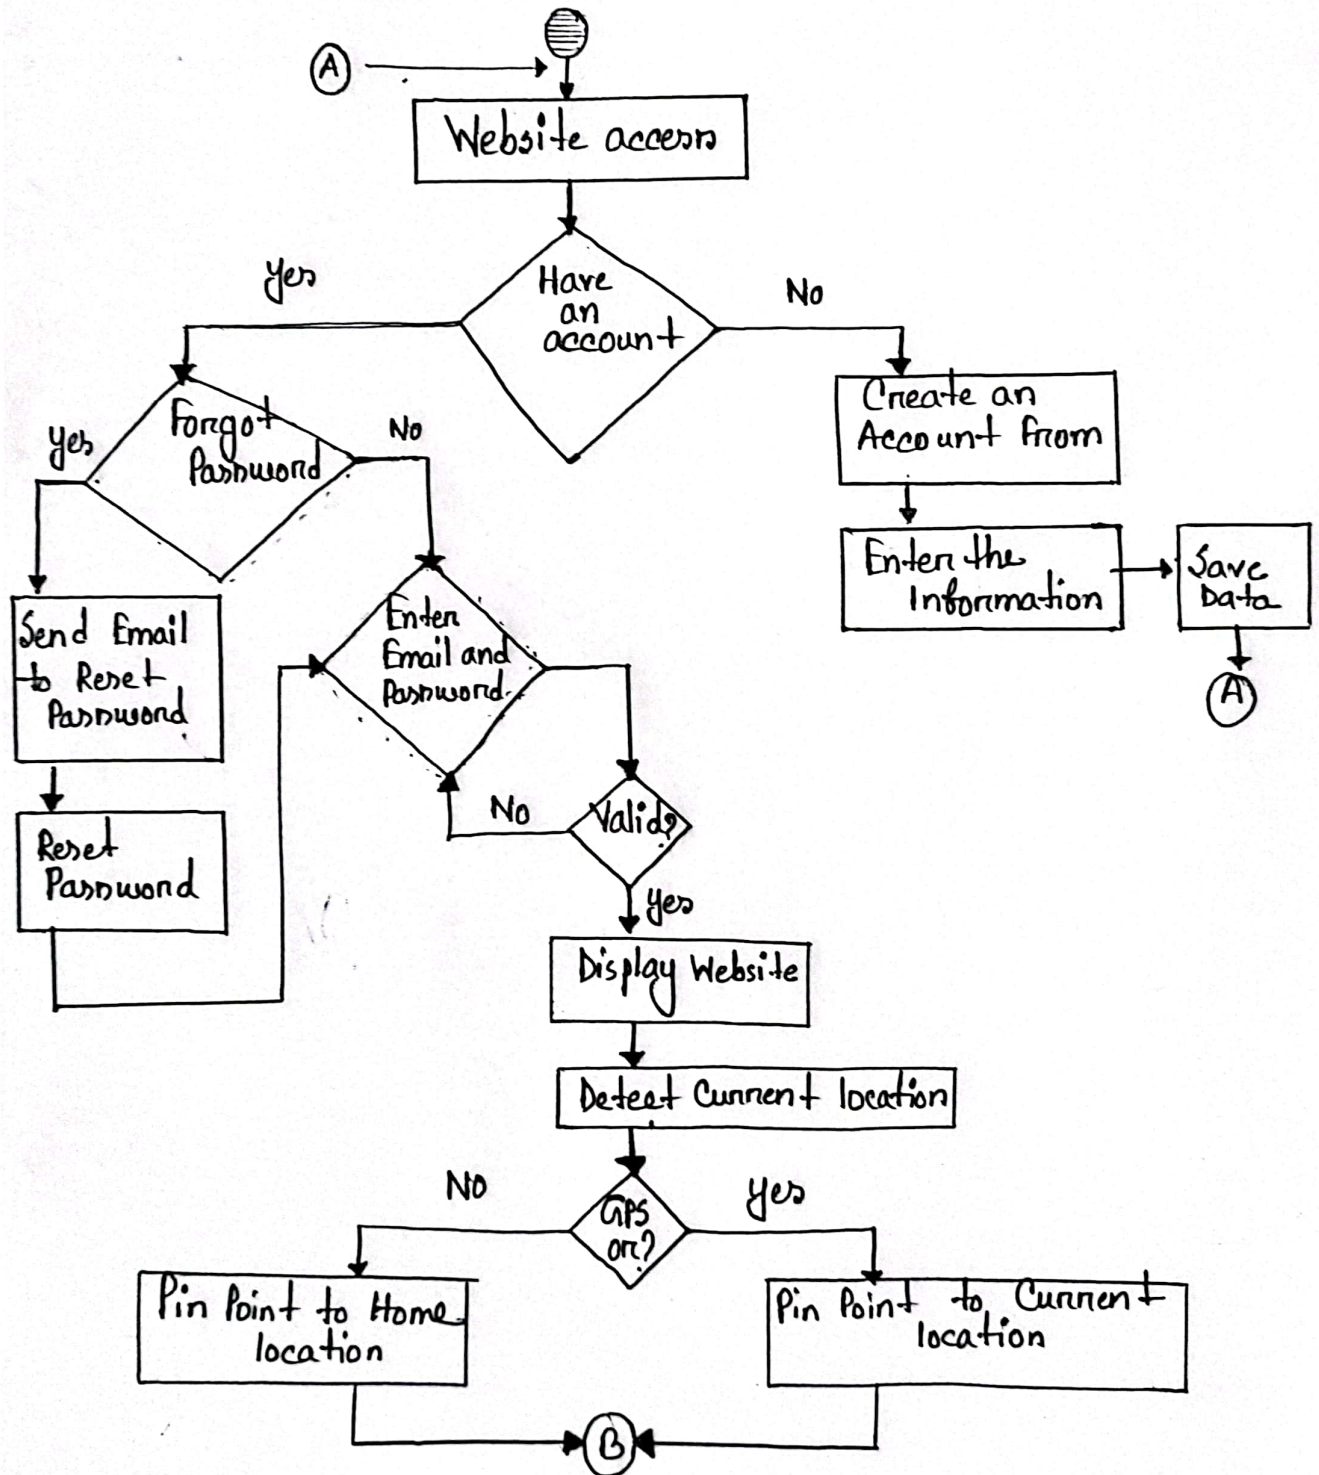 A
Website access
Yes
Have
an
account
No
Forgot
Password
Yes
No
Create an
Account From
Enter the
Information
Save
Data
A
Send Email
to Reset
Password
Enter
Email and
Password
Reset
Password
No
Valid?
Yes
Display Website
Detect Current location
No
GPS
on?
Yes
Pin Point to Home
location
Pin Point to Current
location
B